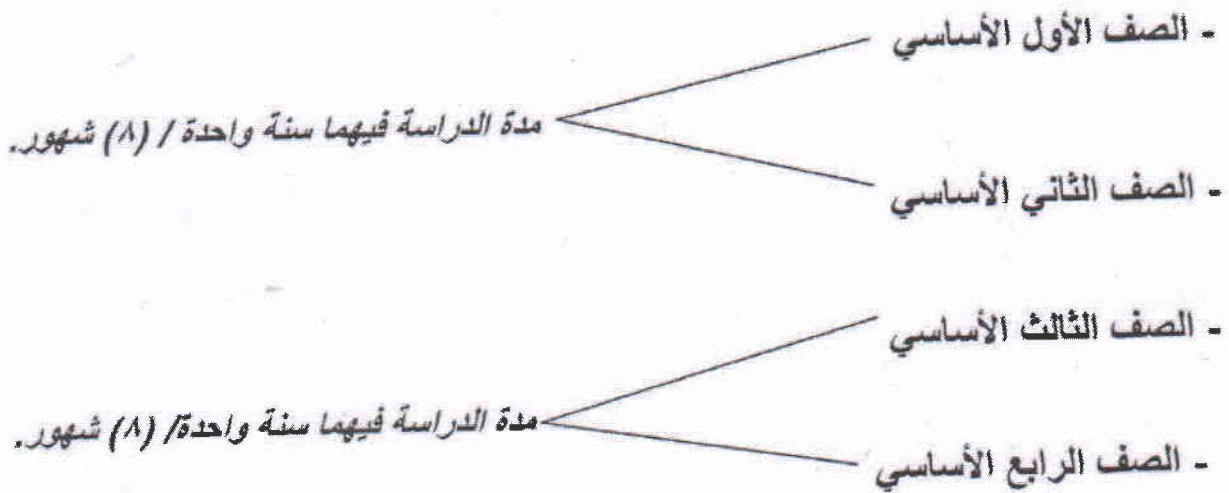 - الصف الأول الأساسي
مدة الدراسة فيهما سنة واحدة / (٨) شهور.
- الصف الثاني الأساسي
- الصف الثالث الأساسي
مدة الدراسة فيهما سنة واحدة/ (٨) شهور.
- الصف الرابع الأساسي